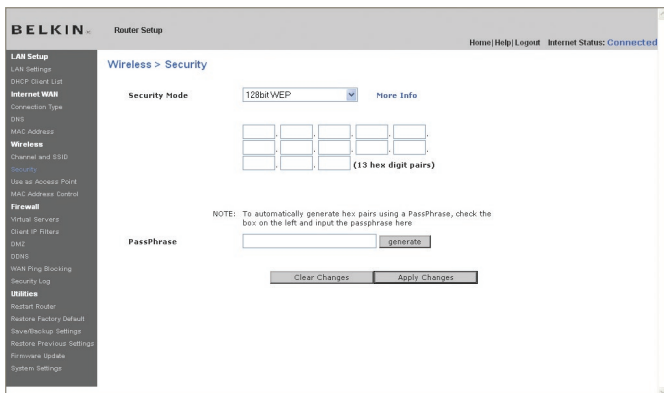 BELKIN®
Router Setup
Home|Help|Logout Internet Status: Connected
LAN Setup
LAN Settings
DHCP Client List
Internet WAN
Connection Type
DNS
MAC Address
Wireless
Channel and SSID
Security
Use as Access Point
MAC Address Control
Firewall
Virtual Servers
Client IP Filters
DMZ
DDNS
WAN Ping Blocking
Security Log
Utilities
Restart Router
Restore Factory Default
Save/Backup Settings
Restore Previous Settings
Firmware Update
System Settings
Wireless > Security
Security Mode 128bit WEP More Info
(13 hex digit pairs)
NOTE: To automatically generate hex pairs using a PassPhrase, check the
box on the left and input the passphrase here
PassPhrase generate
Clear Changes Apply Changes